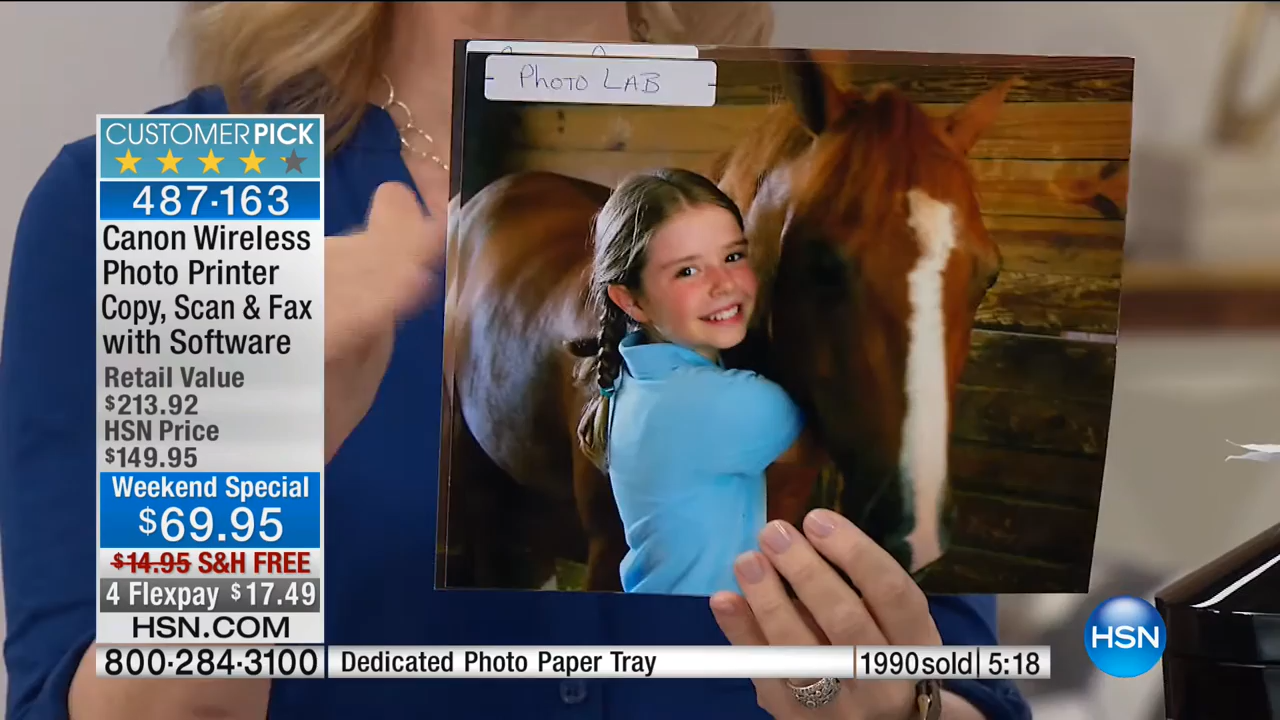 Photo LAB
CUSTOMER PICK
487·163
Canon Wireless
Photo Printer
Copy, Scan & Fax
with Software
Retail Value
$213.92
HSN Price
$149.95
Weekend Special
$69.95
$14.95 S&H FREE
4 Flexpay $17.49
HSN.COM
800·284·3100
Dedicated Photo Paper Tray
1990 sold 5:18
HSN